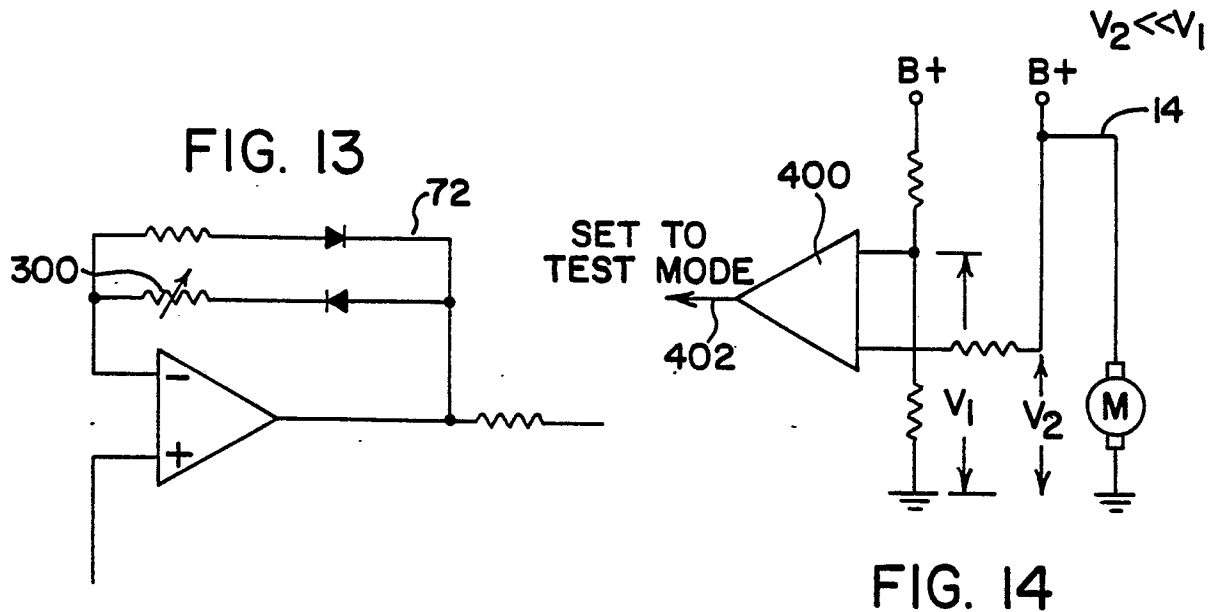 FIG. 13
72
300
−
+
V2<<V1
B+
B+
14
400
SET TO
TEST MODE
402
V1
V2
M
FIG. 14